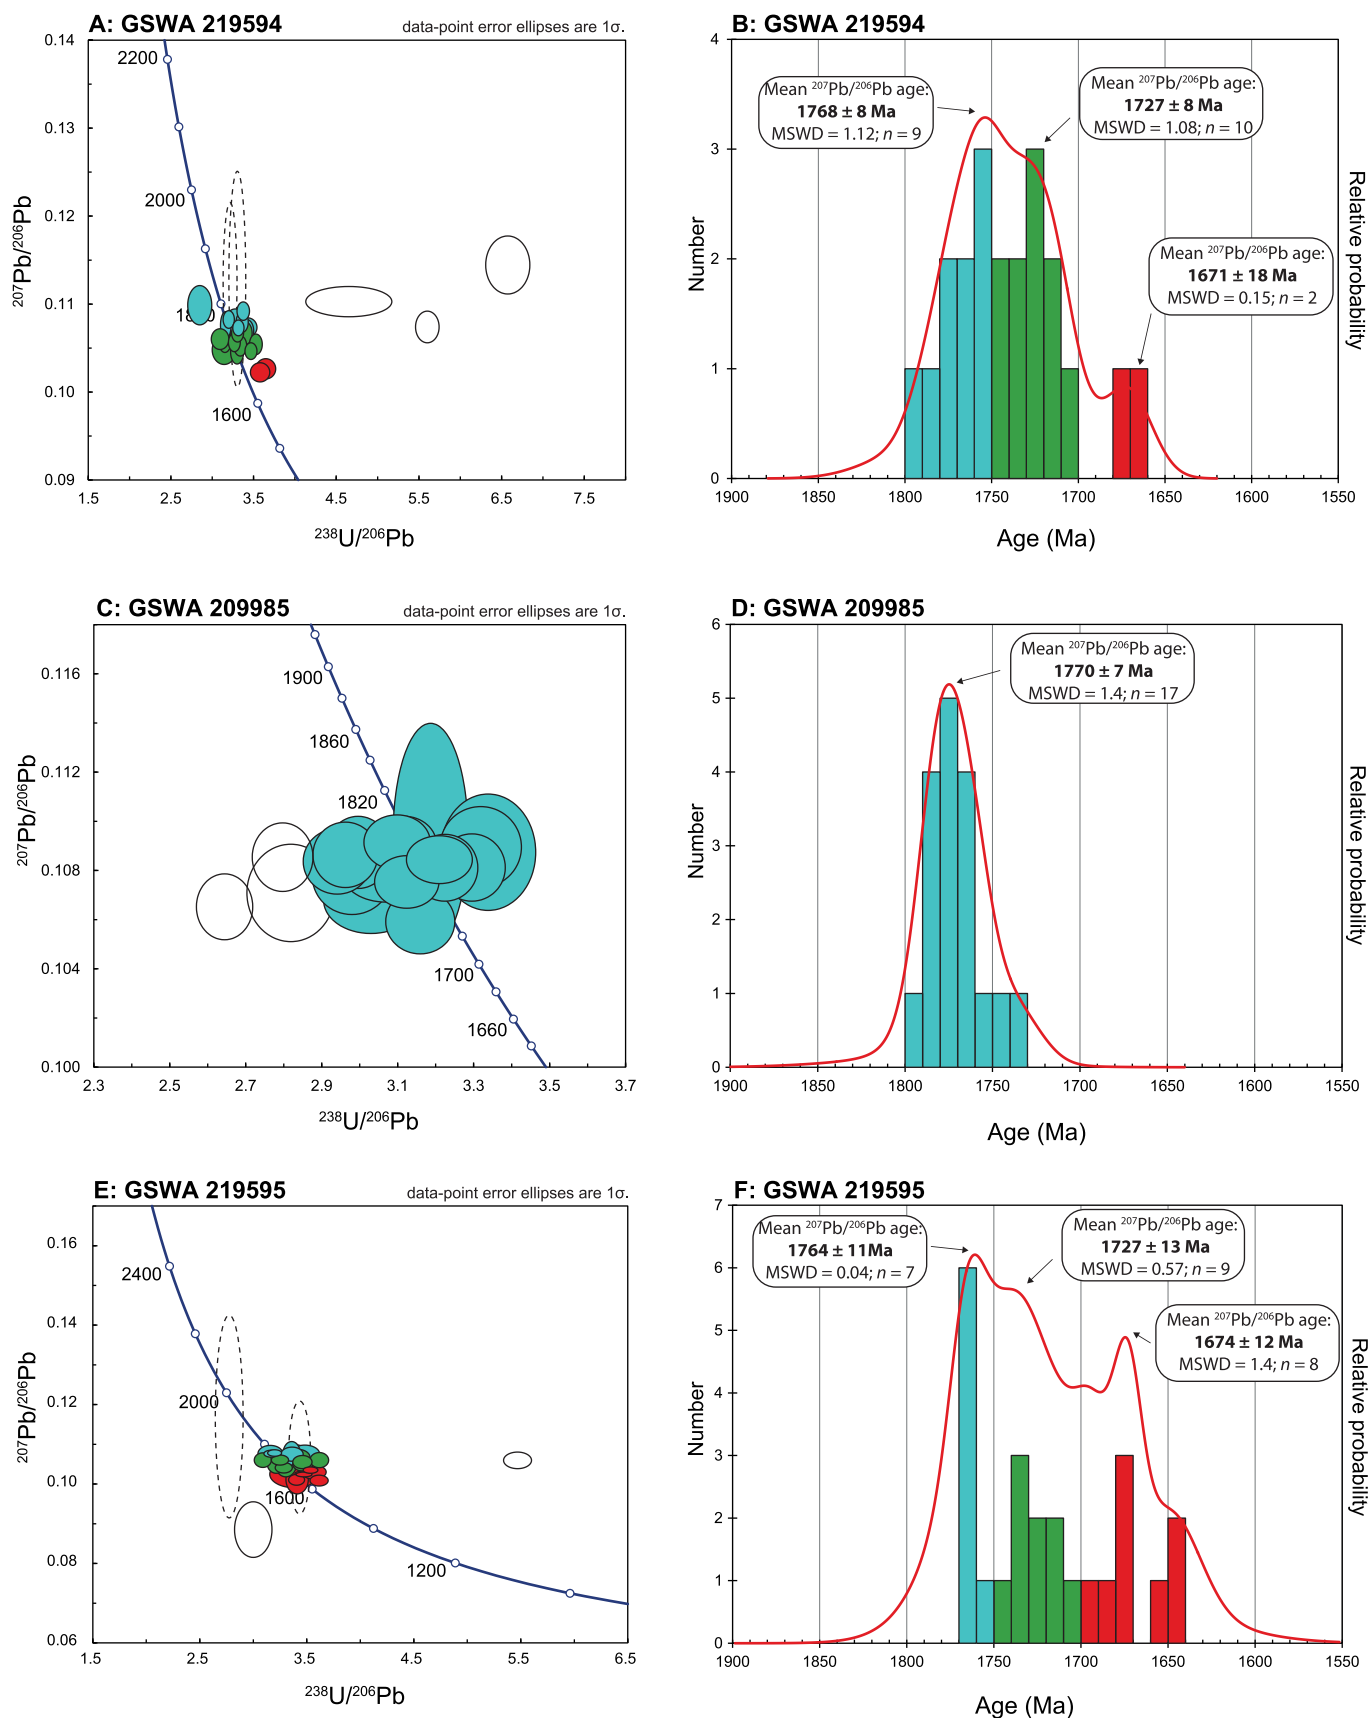 A: GSWA 219594
data-point error ellipses are 1σ.
0.14
0.13
0.12
0.11
0.10
0.09
2200
2000
1600
207Pb/206Pb
1.5 2.5 3.5 4.5 5.5 6.5 7.5
238U/206Pb
B: GSWA 219594
4
3
2
1
0
Number
Relative probability
Mean 207Pb/206Pb age:
1768 ± 8 Ma
MSWD = 1.12; n = 9
Mean 207Pb/206Pb age:
1727 ± 8 Ma
MSWD = 1.08; n = 10
Mean 207Pb/206Pb age:
1671 ± 18 Ma
MSWD = 0.15; n = 2
1900 1850 1800 1750 1700 1650 1600 1550
Age (Ma)
C: GSWA 209985
data-point error ellipses are 1σ.
0.116
0.112
0.108
0.104
0.100
1900
1860
1820
1700
1660
207Pb/206Pb
2.3 2.5 2.7 2.9 3.1 3.3 3.5 3.7
238U/206Pb
D: GSWA 209985
6
5
4
3
2
1
0
Number
Relative probability
Mean 207Pb/206Pb age:
1770 ± 7 Ma
MSWD = 1.4; n = 17
1900 1850 1800 1750 1700 1650 1600 1550
Age (Ma)
E: GSWA 219595
data-point error ellipses are 1σ.
0.16
0.14
0.12
0.10
0.08
0.06
2400
2000
1600
1200
207Pb/206Pb
1.5 2.5 3.5 4.5 5.5 6.5
238U/206Pb
F: GSWA 219595
7
6
5
4
3
2
1
0
Number
Relative probability
Mean 207Pb/206Pb age:
1764 ± 11Ma
MSWD = 0.04; n = 7
Mean 207Pb/206Pb age:
1727 ± 13 Ma
MSWD = 0.57; n = 9
Mean 207Pb/206Pb age:
1674 ± 12 Ma
MSWD = 1.4; n = 8
1900 1850 1800 1750 1700 1650 1600 1550
Age (Ma)